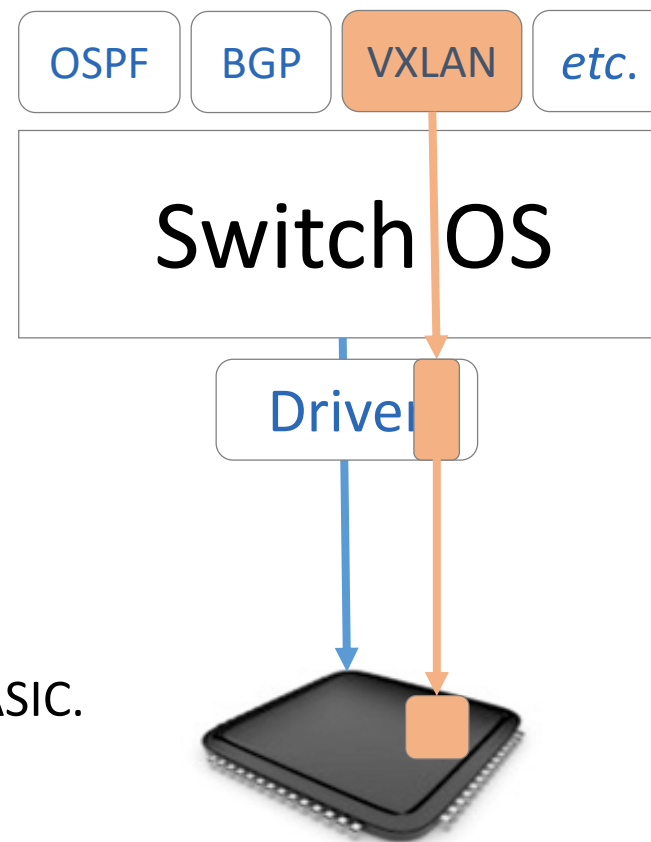 OSPF BGP VXLAN etc.
Switch OS
Driver
ASIC.